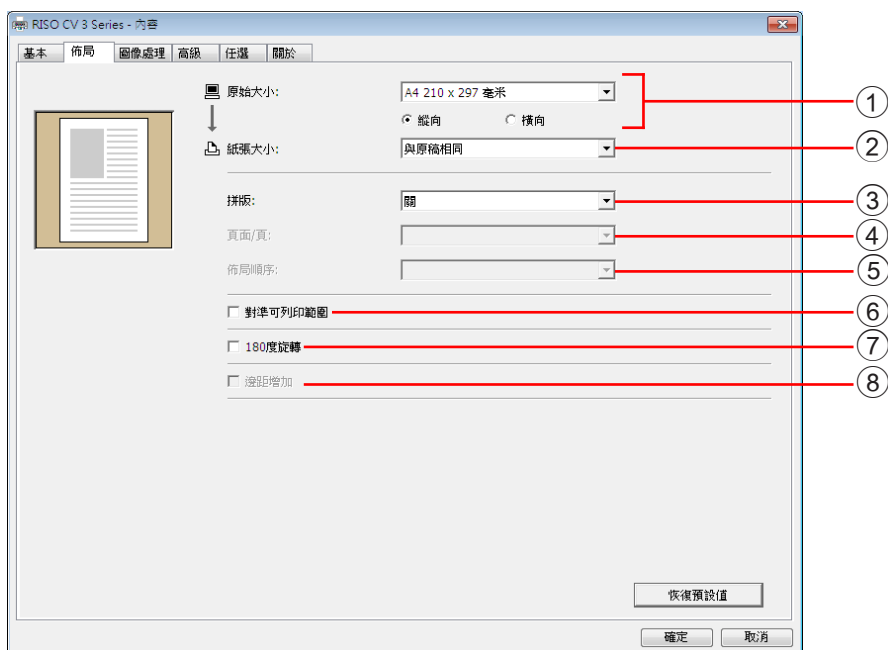 RISO CV 3 Series - 內容
基本 佈局 圖像處理 高級 任選 關於
原始大小: A4 210 x 297 毫米 ①
縱向 橫向
紙張大小: 與原稿相同 ②
拼版: 關 ③
頁面/頁: ④
佈局順序: ⑤
對準可列印範圍 ⑥
180度旋轉 ⑦
邊距增加 ⑧
恢復預設值
確定 取消